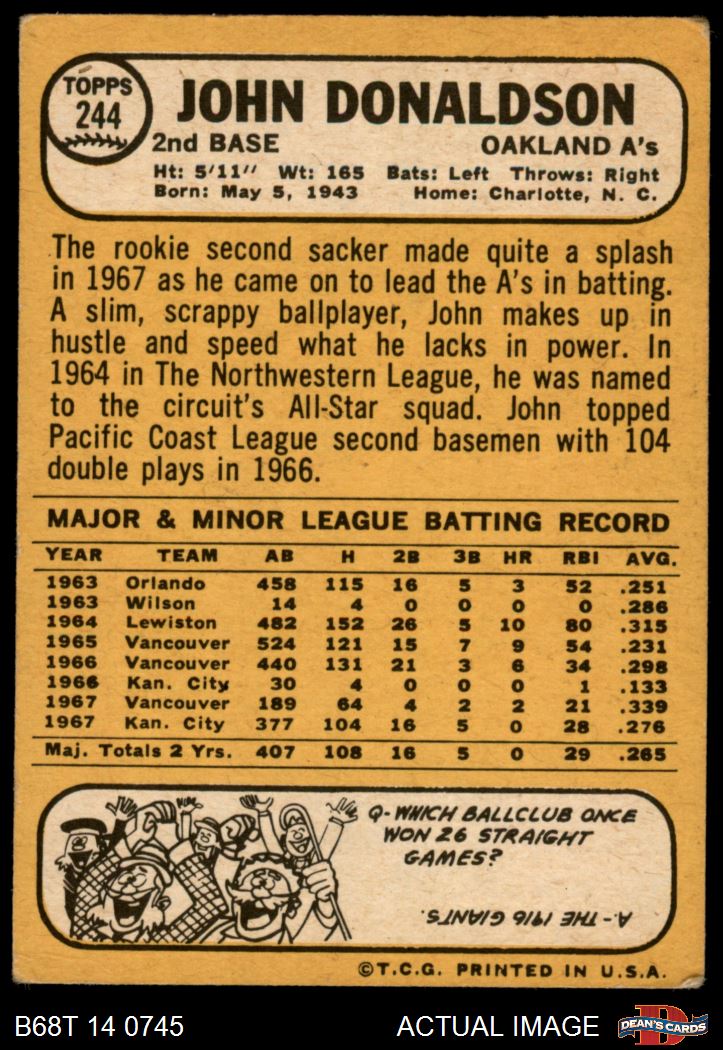 TOPPS
244
JOHN DONALDSON
2nd BASE OAKLAND A's
Ht: 5'11" Wt: 165 Bats: Left Throws: Right
Born: May 5, 1943 Home: Charlotte, N. C.
The rookie second sacker made quite a splash
in 1967 as he came on to lead the A's in batting.
A slim, scrappy ballplayer, John makes up in
hustle and speed what he lacks in power. In
1964 in The Northwestern League, he was named
to the circuit's All-Star squad. John topped
Pacific Coast League second basemen with 104
double plays in 1966.
MAJOR & MINOR LEAGUE BATTING RECORD
YEAR TEAM AB H 2B 3B HR RBI AVG.
1963 Orlando 458 115 16 5 3 52 .251
1963 Wilson 14 4 0 0 0 0 .286
1964 Lewiston 482 152 26 5 10 80 .315
1965 Vancouver 524 121 15 7 9 54 .231
1966 Vancouver 440 131 21 3 6 34 .298
1966 Kan. City 30 4 0 0 0 1 .133
1967 Vancouver 189 64 4 2 2 21 .339
1967 Kan. City 377 104 16 5 0 28 .276
Maj. Totals 2 Yrs. 407 108 16 5 0 29 .265
Q-WHICH BALLCLUB ONCE
WON 26 STRAIGHT
GAMES?
A.-THE 1916 GIANTS.
©T.C.G. PRINTED IN U.S.A.
B68T 14 0745 ACTUAL IMAGE
DEAN'S CARDS